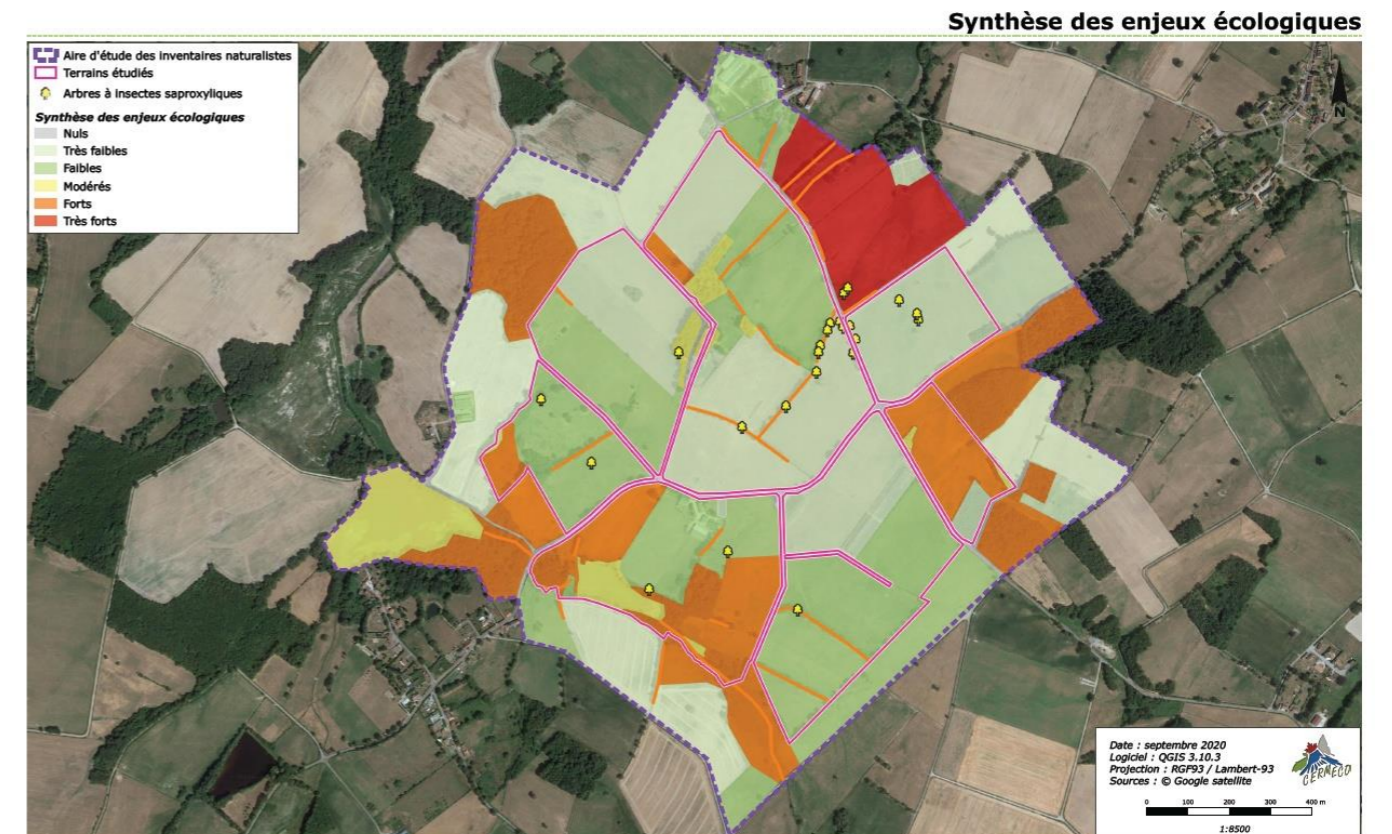 Synthèse des enjeux écologiques
Aire d'étude des inventaires naturalistes
Terrains étudiés
Arbres à insectes saproxyliques
Synthèse des enjeux écologiques
Nuls
Très faibles
Faibles
Modérés
Forts
Très forts
N
Date : septembre 2020
Logiciel : QGIS 3.10.3
Projection : RGF93 / Lambert-93
Sources : © Google satellite
CERMECO
0 100 200 300 400 m
1:8500